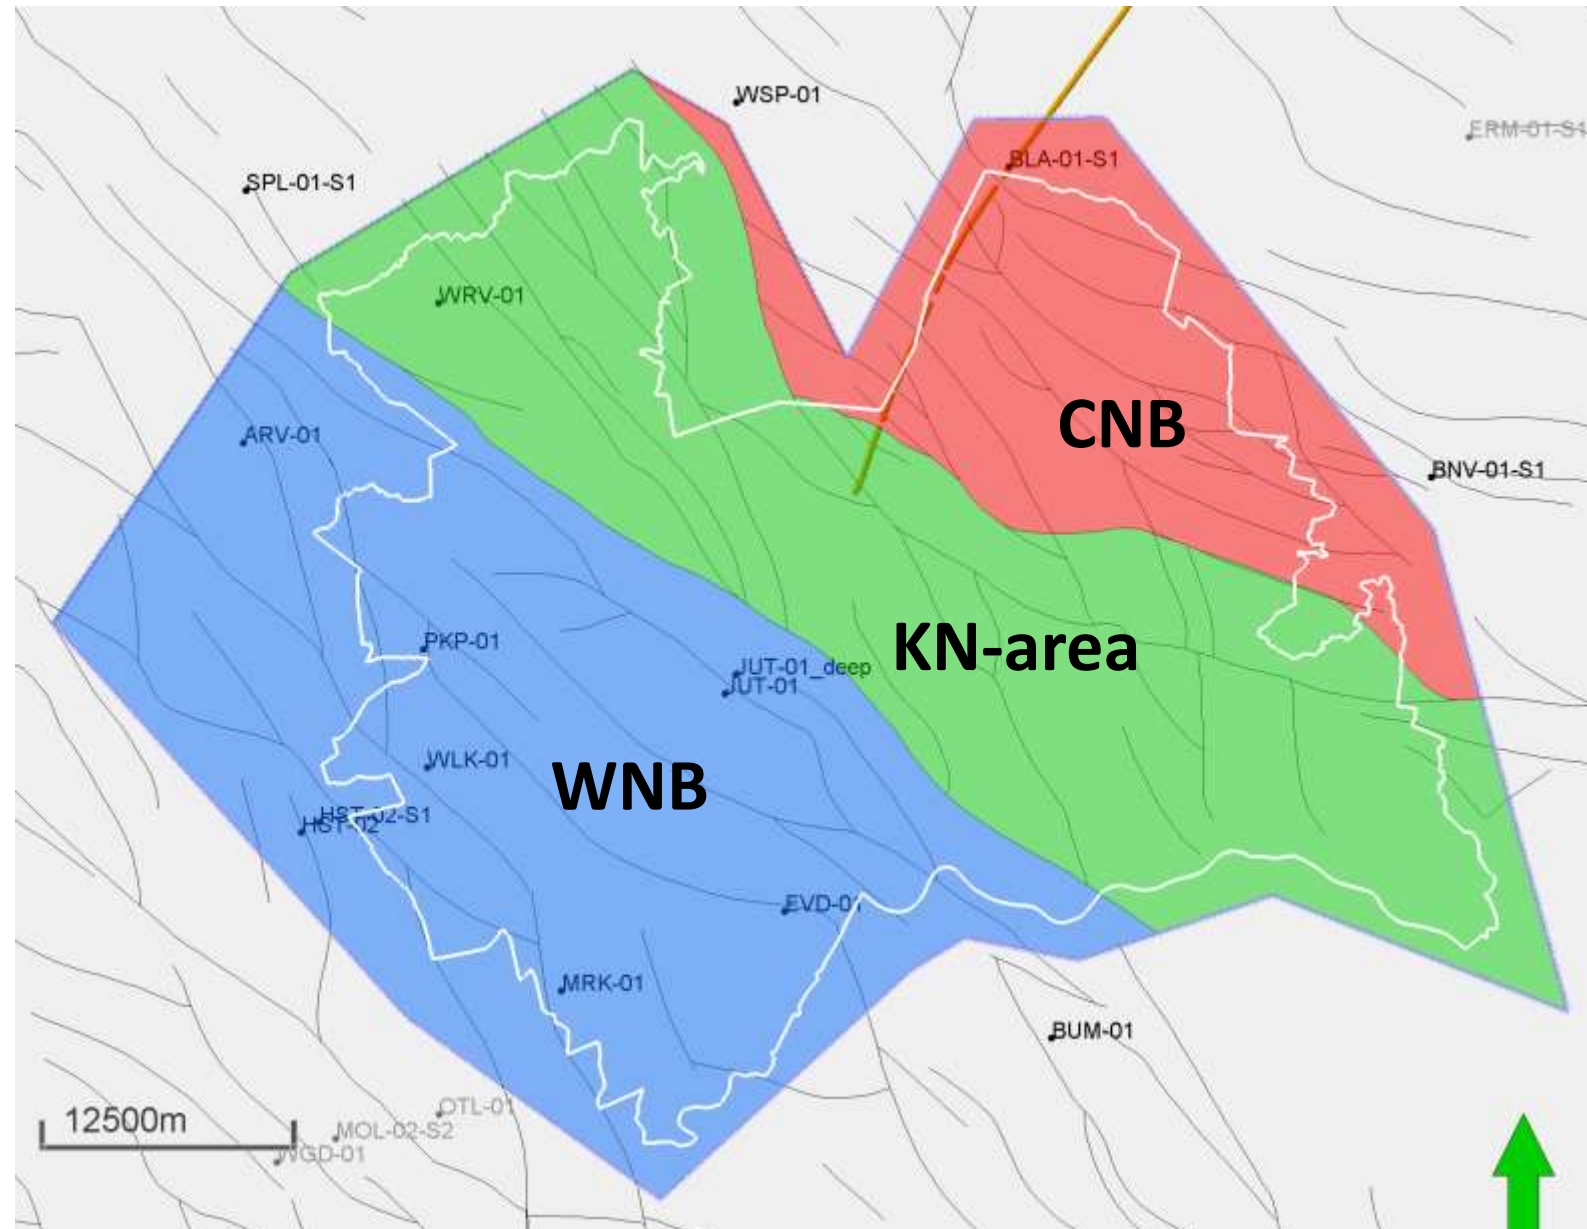 WSP-01
ERM-01-S1
BLA-01-S1
SPL-01-S1
WRV-01
CNB
ARV-01
BNV-01-S1
PKP-01
KN-area
JUT-01_deep
JUT-01
WLK-01
WNB
HST-02-S1
HST-02
EVD-01
MRK-01
BUM-01
OTL-01
12500m
MOL-02-S2
WGD-01